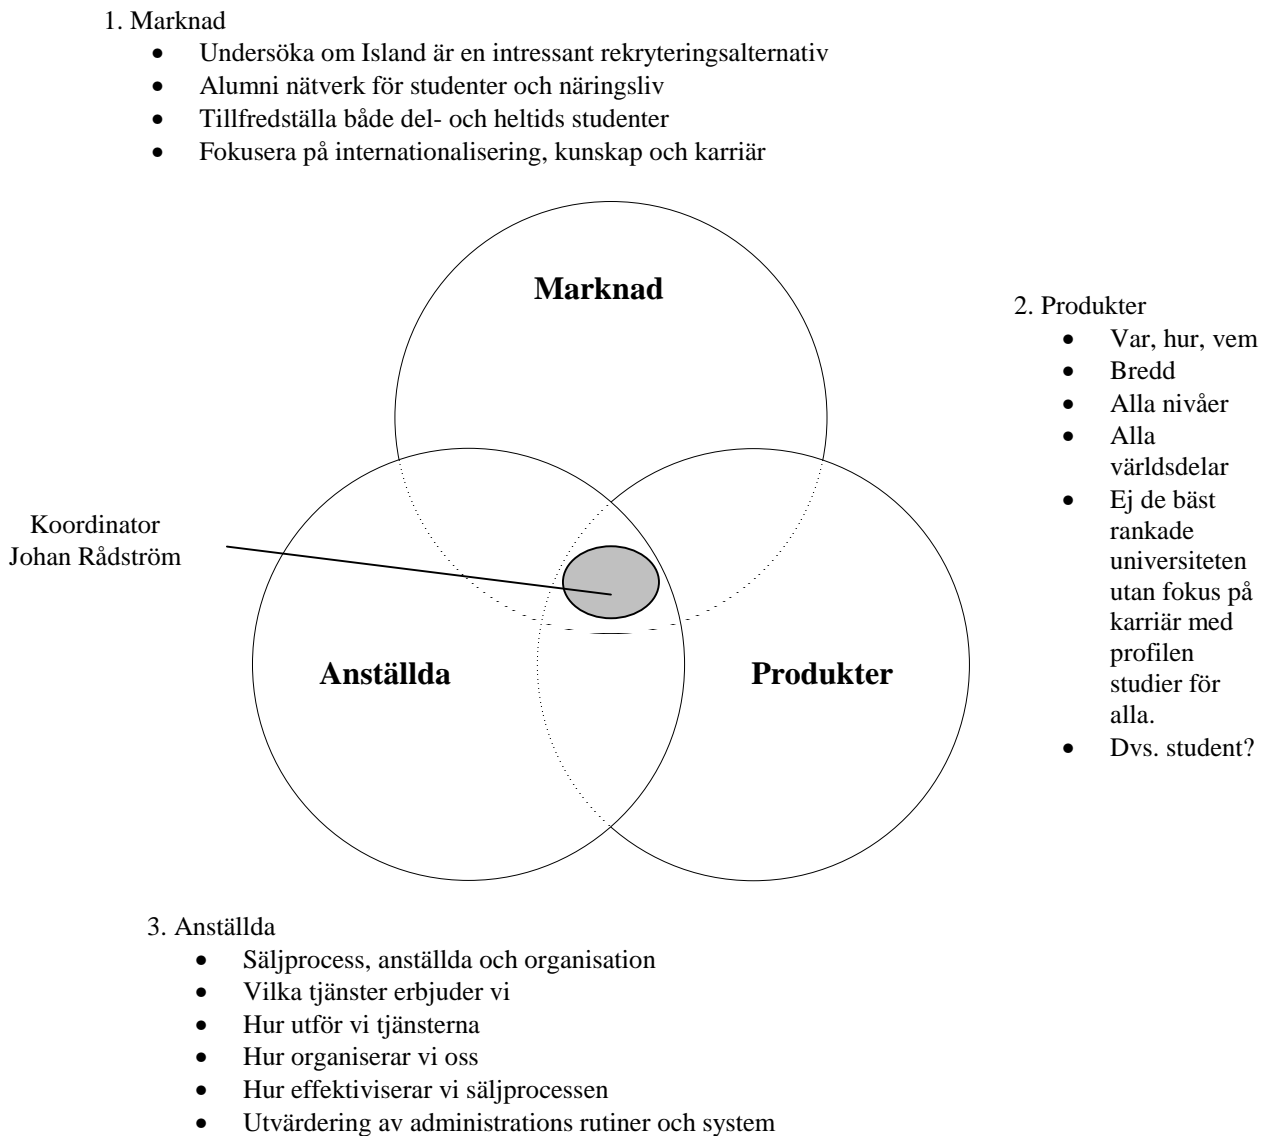 1. Marknad
• Undersöka om Island är en intressant rekryteringsalternativ
• Alumni nätverk för studenter och näringsliv
• Tillfredställa både del- och heltids studenter
• Fokusera på internationalisering, kunskap och karriär
Marknad
2. Produkter
• Var, hur, vem
• Bredd
• Alla nivåer
• Alla
världsdelar
• Ej de bäst
rankade
universiteten
utan fokus på
karriär med
profilen
studier för
alla.
• Dvs. student?
Koordinator
Johan Rådström
Anställda
Produkter
3. Anställda
• Säljprocess, anställda och organisation
• Vilka tjänster erbjuder vi
• Hur utför vi tjänsterna
• Hur organiserar vi oss
• Hur effektiviserar vi säljprocessen
• Utvärdering av administrations rutiner och system